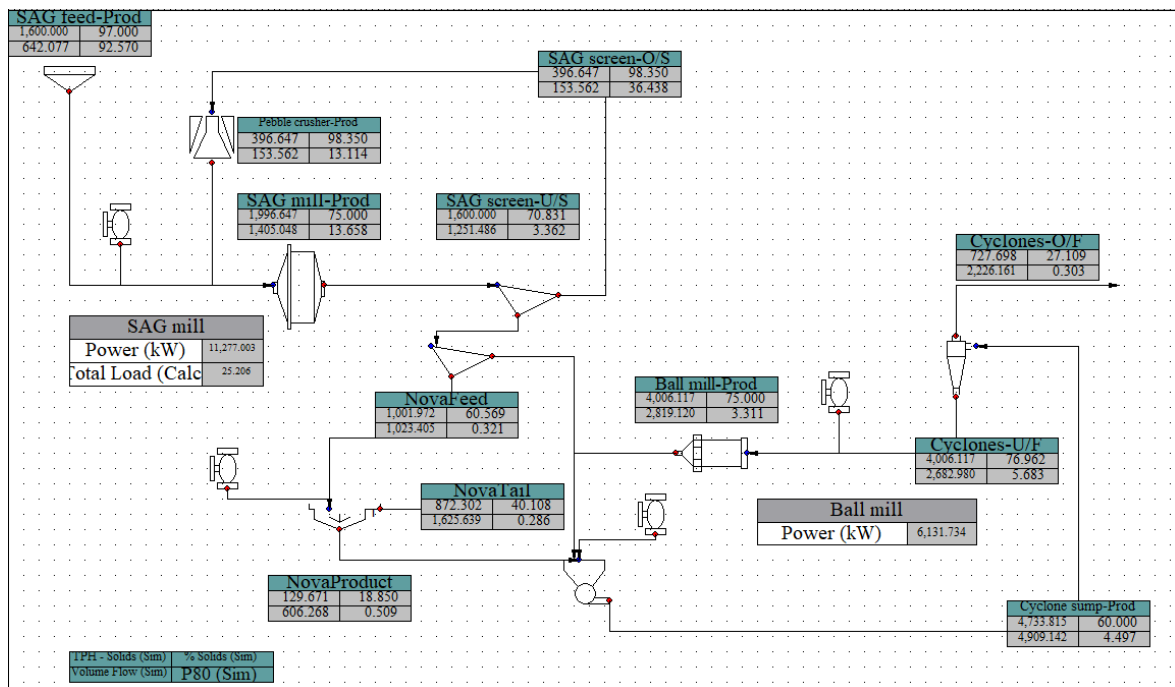 SAG feed-Prod
1,600.000 97.000
642.077 92.570
SAG screen-O/S
396.647 98.350
153.562 36.438
Pebble crusher-Prod
396.647 98.350
153.562 13.114
SAG mill-Prod
1,996.647 75.000
1,405.048 13.658
SAG screen-U/S
1,600.000 70.831
1,251.486 3.362
Cyclones-O/F
727.698 27.109
2,226.161 0.303
SAG mill
Power (kW) 11,277.003
Total Load (Calc 25.206
Ball mill-Prod
4,006.117 75.000
2,819.120 3.311
NovaFeed
1,001.972 60.569
1,023.405 0.321
Cyclones-U/F
4,006.117 76.962
2,682.980 5.683
NovaTail
872.302 40.108
1,625.639 0.286
Ball mill
Power (kW) 6,131.734
NovaProduct
129.671 18.850
606.268 0.509
Cyclone sump-Prod
4,733.815 60.000
4,909.142 4.497
TPH - Solids (Sim) % Solids (Sim)
Volume Flow (Sim) P80 (Sim)